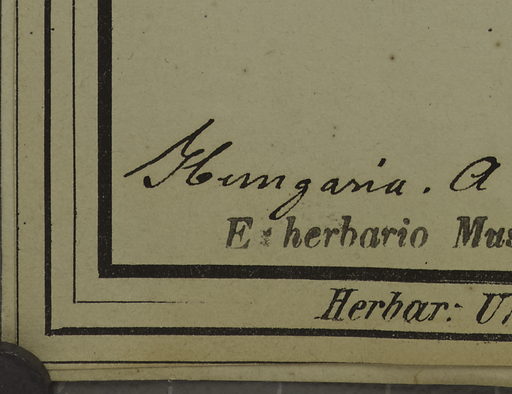 Hungaria. A
E herbario Mus
Herbar: U